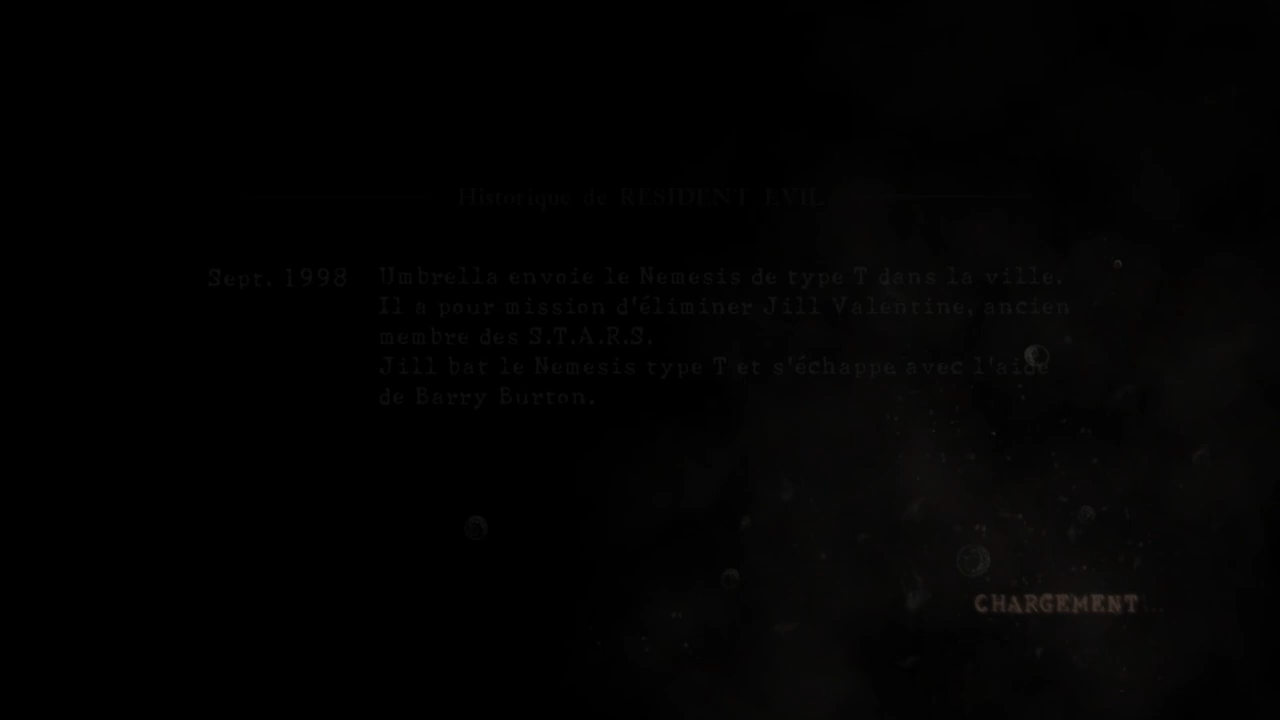 Historique de RESIDENT EVIL
Sept. 1998 Umbrella envoie le Nemesis de type T dans la ville.
Il a pour mission d'éliminer Jill Valentine, ancien
membre des S.T.A.R.S.
Jill bat le Nemesis type T et s'échappe avec l'aide
de Barry Burton.
CHARGEMENT...